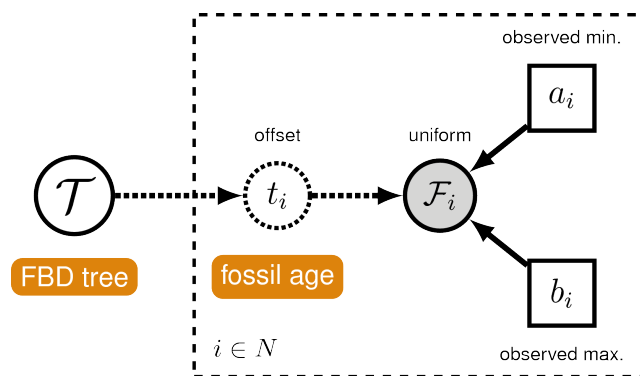 observed min.
a_i
offset
uniform
𝒯
t_i
ℱ_i
FBD tree
fossil age
b_i
i ∈ N
observed max.